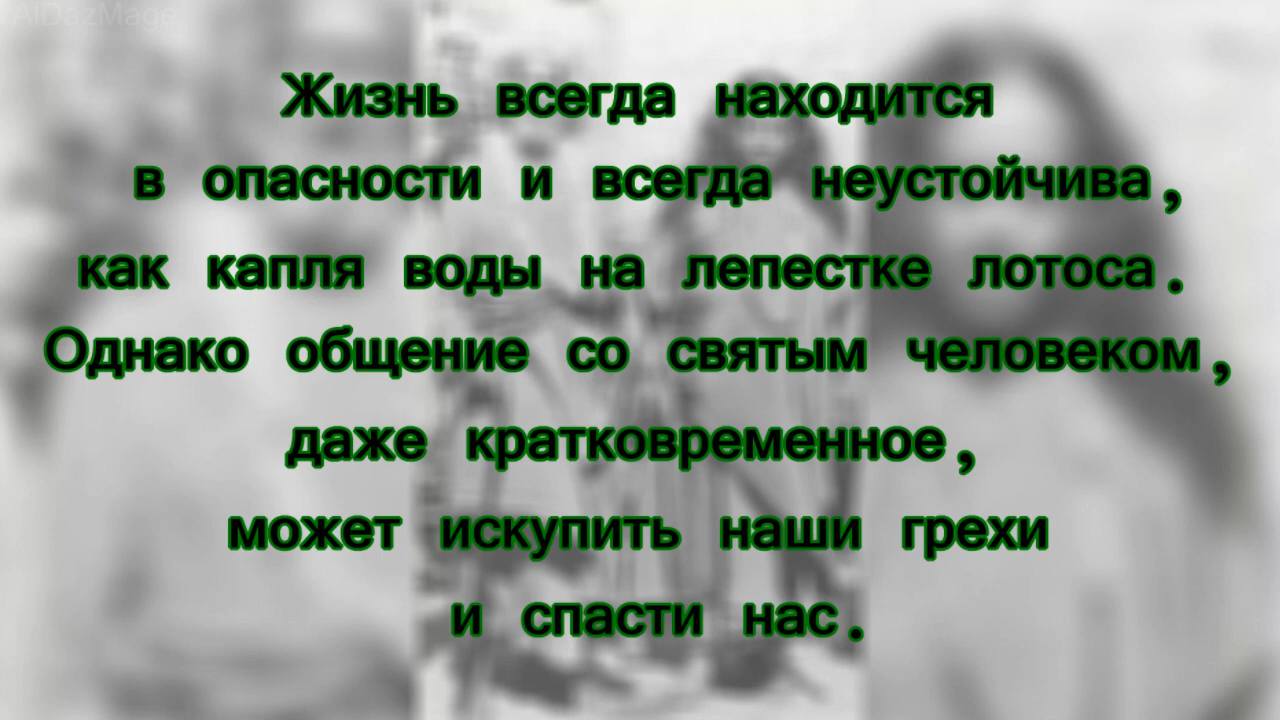 AIDazMage
Жизнь всегда находится
в опасности и всегда неустойчива,
как капля воды на лепестке лотоса.
Однако общение со святым человеком,
даже кратковременное,
может искупить наши грехи
и спасти нас.